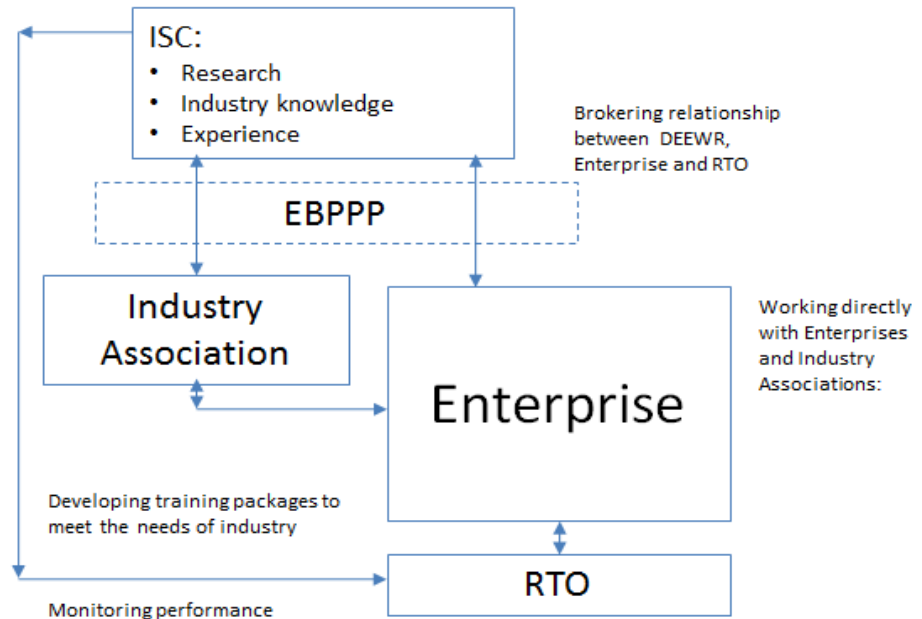 ISC:
• Research
• Industry knowledge
• Experience
Brokering relationship
between DEEWR,
Enterprise and RTO
EBPPP
Industry
Association
Enterprise
Working directly
with Enterprises
and Industry
Associations:
Developing training packages to
meet the needs of industry
RTO
Monitoring performance